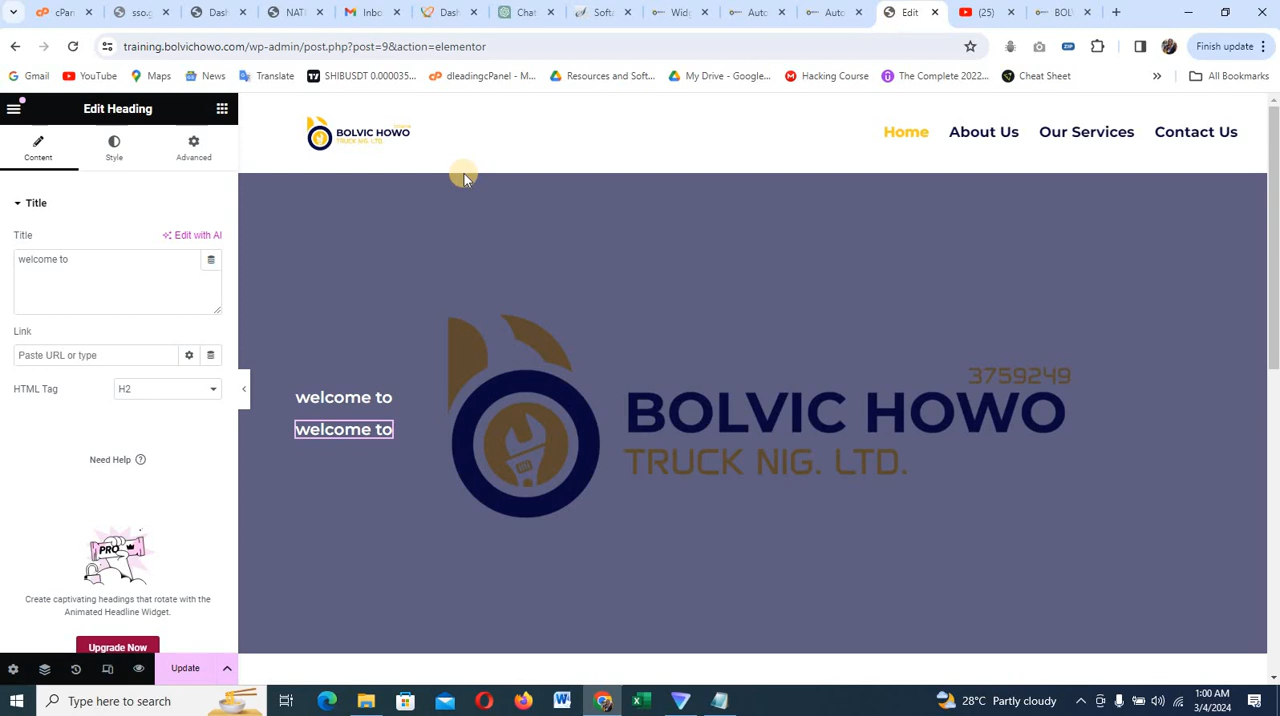 cPar
sso.g
Dash
NATI
Inbo
Dash
Chat
Softa
Widg
Auto
Auto
Edit
(25)
BOLV
training.bolvichowo.com/wp-admin/post.php?post=9&action=elementor
Finish update
Gmail
YouTube
Maps
News
Translate
SHIBUSDT 0.000035...
dleadingcPanel - M...
Resources and Soft...
My Drive - Google...
Hacking Course
The Complete 2022...
Cheat Sheet
All Bookmarks
Edit Heading
Content
Style
Advanced
BOLVIC HOWO
TRUCK NIG. LTD.
Home
About Us
Our Services
Contact Us
Title
Title
Edit with AI
welcome to
Link
Paste URL or type
HTML Tag
H2
Need Help
PRO
Create captivating headings that rotate with the
Animated Headline Widget.
Upgrade Now
Update
welcome to
welcome to
3759249
BOLVIC HOWO
TRUCK NIG. LTD.
Type here to search
28°C Partly cloudy
1:00 AM
3/4/2024